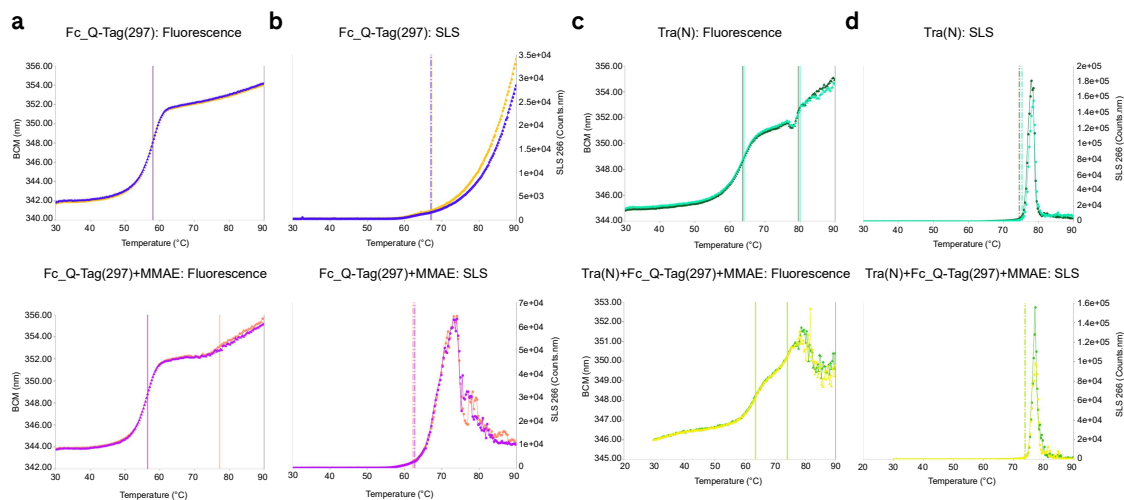 a
b
c
d
Fc_Q-Tag(297): Fluorescence
Fc_Q-Tag(297): SLS
Tra(N): Fluorescence
Tra(N): SLS
BCM (nm)
356.00
354.00
352.00
348.00
346.00
344.00
342.00
340.00
30 40 50 60 70 80 90
Temperature (°C)
3.5e+04
3e+04
2.5e+04
2e+04
1.5e+04
1e+04
5e+03
0
SLS 266 (Counts.nm)
30 40 50 60 70 80 90
Temperature (°C)
BCM (nm)
356.00
355.00
352.00
350.00
348.00
346.00
344.00
30 40 50 60 70 80 90
Temperature (°C)
2e+05
1.8e+05
1.6e+05
1.4e+05
1.2e+05
1e+05
8e+04
6e+04
4e+04
2e+04
0
SLS 266 (Counts.nm)
20 30 40 50 60 70 80 90
Temperature (°C)
Fc_Q-Tag(297)+MMAE: Fluorescence
Fc_Q-Tag(297)+MMAE: SLS
Tra(N)+Fc_Q-Tag(297)+MMAE: Fluorescence
Tra(N)+Fc_Q-Tag(297)+MMAE: SLS
BCM (nm)
356.00
354.00
352.00
350.00
348.00
346.00
344.00
342.00
30 40 50 60 70 80 90
Temperature (°C)
7e+04
6e+04
5e+04
4e+04
3e+04
2e+04
1e+04
0
SLS 266 (Counts.nm)
30 40 50 60 70 80 90
Temperature (°C)
BCM (nm)
353.00
352.00
351.00
350.00
349.00
347.00
346.00
345.00
20 30 40 50 60 70 80 90
Temperature (°C)
1.6e+05
1.4e+05
1.2e+05
1e+05
8e+04
6e+04
4e+04
2e+04
0
SLS 266 (Counts.nm)
20 30 40 50 60 70 80 90
Temperature (°C)